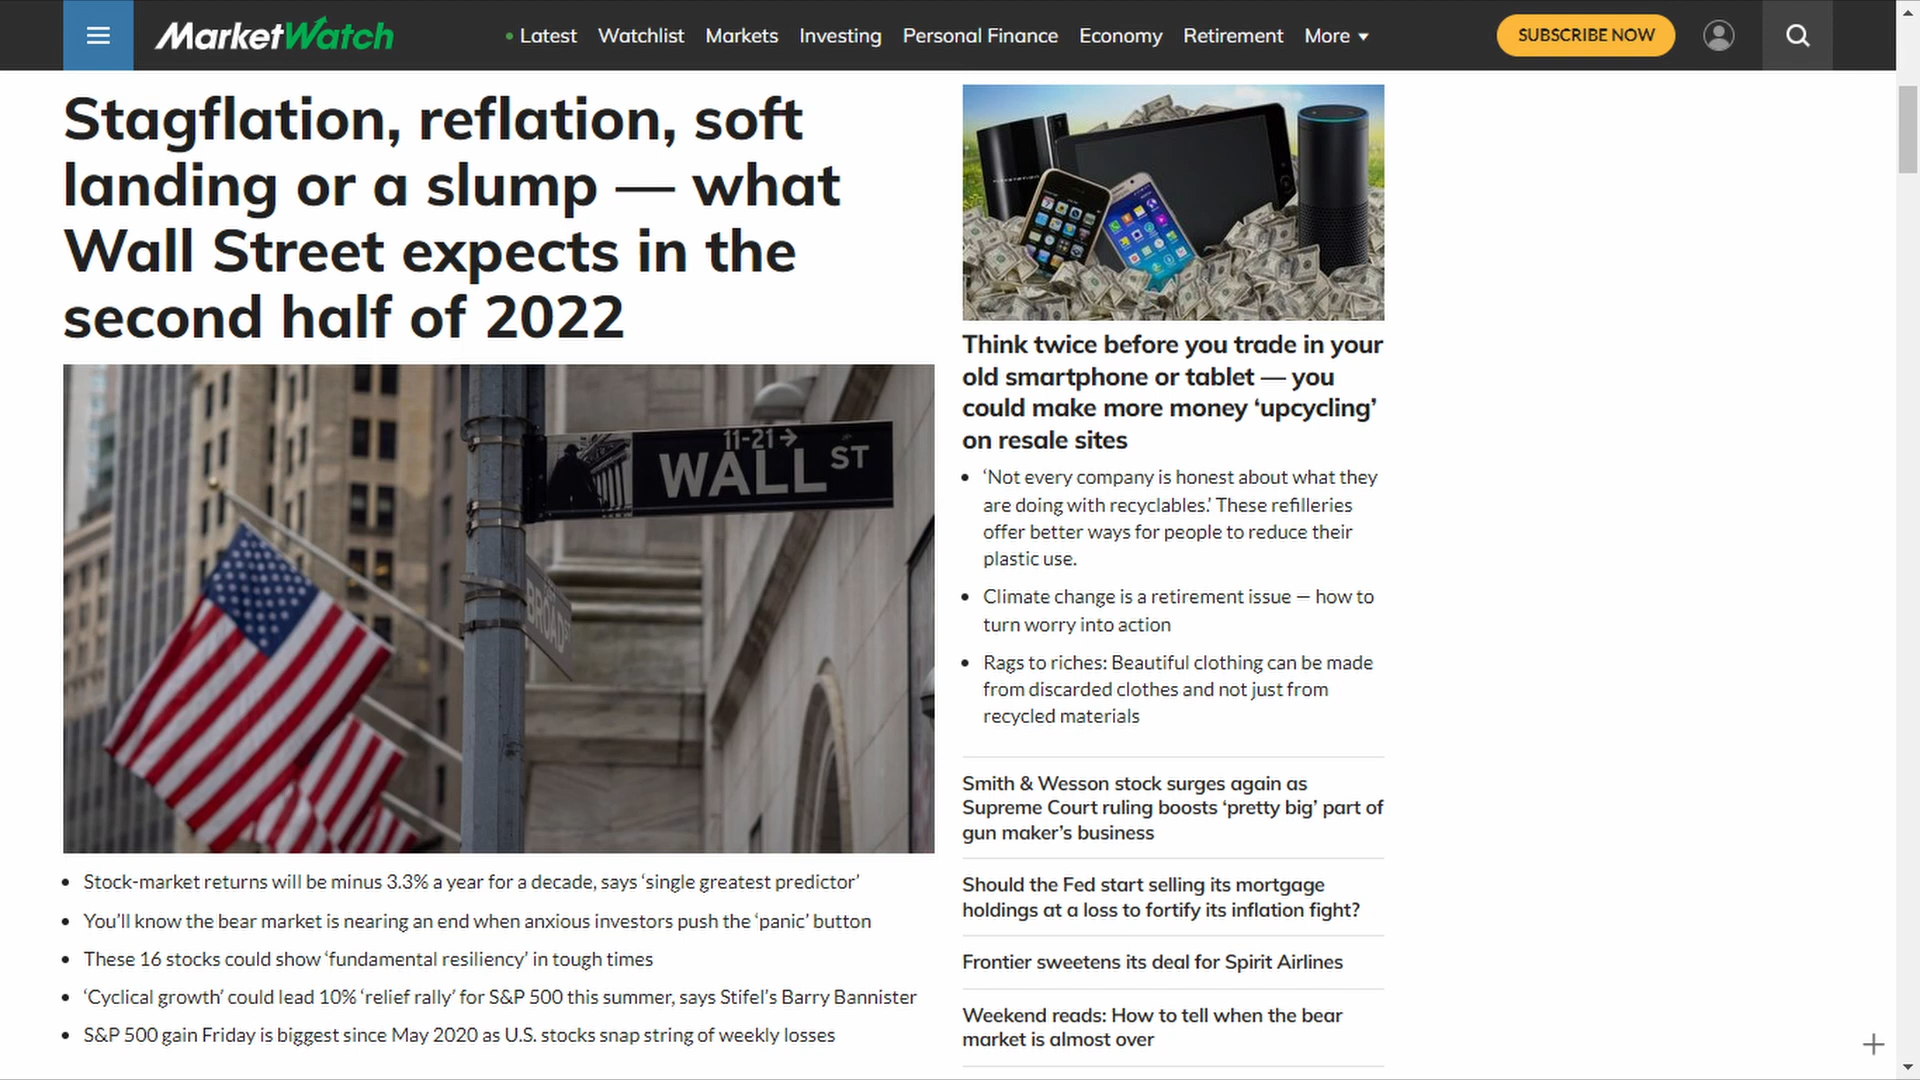 MarketWatch
Latest
Watchlist
Markets
Investing
Personal Finance
Economy
Retirement
More
SUBSCRIBE NOW
Stagflation, reflation, soft
landing or a slump — what
Wall Street expects in the
second half of 2022
11-21→
WALL ST
BROAD ST
Stock-market returns will be minus 3.3% a year for a decade, says ‘single greatest predictor’
You’ll know the bear market is nearing an end when anxious investors push the ‘panic’ button
These 16 stocks could show ‘fundamental resiliency’ in tough times
‘Cyclical growth’ could lead 10% ‘relief rally’ for S&P 500 this summer, says Stifel’s Barry Bannister
S&P 500 gain Friday is biggest since May 2020 as U.S. stocks snap string of weekly losses
Think twice before you trade in your
old smartphone or tablet — you
could make more money ‘upcycling’
on resale sites
‘Not every company is honest about what they
are doing with recyclables.’ These refilleries
offer better ways for people to reduce their
plastic use.
Climate change is a retirement issue — how to
turn worry into action
Rags to riches: Beautiful clothing can be made
from discarded clothes and not just from
recycled materials
Smith & Wesson stock surges again as
Supreme Court ruling boosts ‘pretty big’ part of
gun maker’s business
Should the Fed start selling its mortgage
holdings at a loss to fortify its inflation fight?
Frontier sweetens its deal for Spirit Airlines
Weekend reads: How to tell when the bear
market is almost over